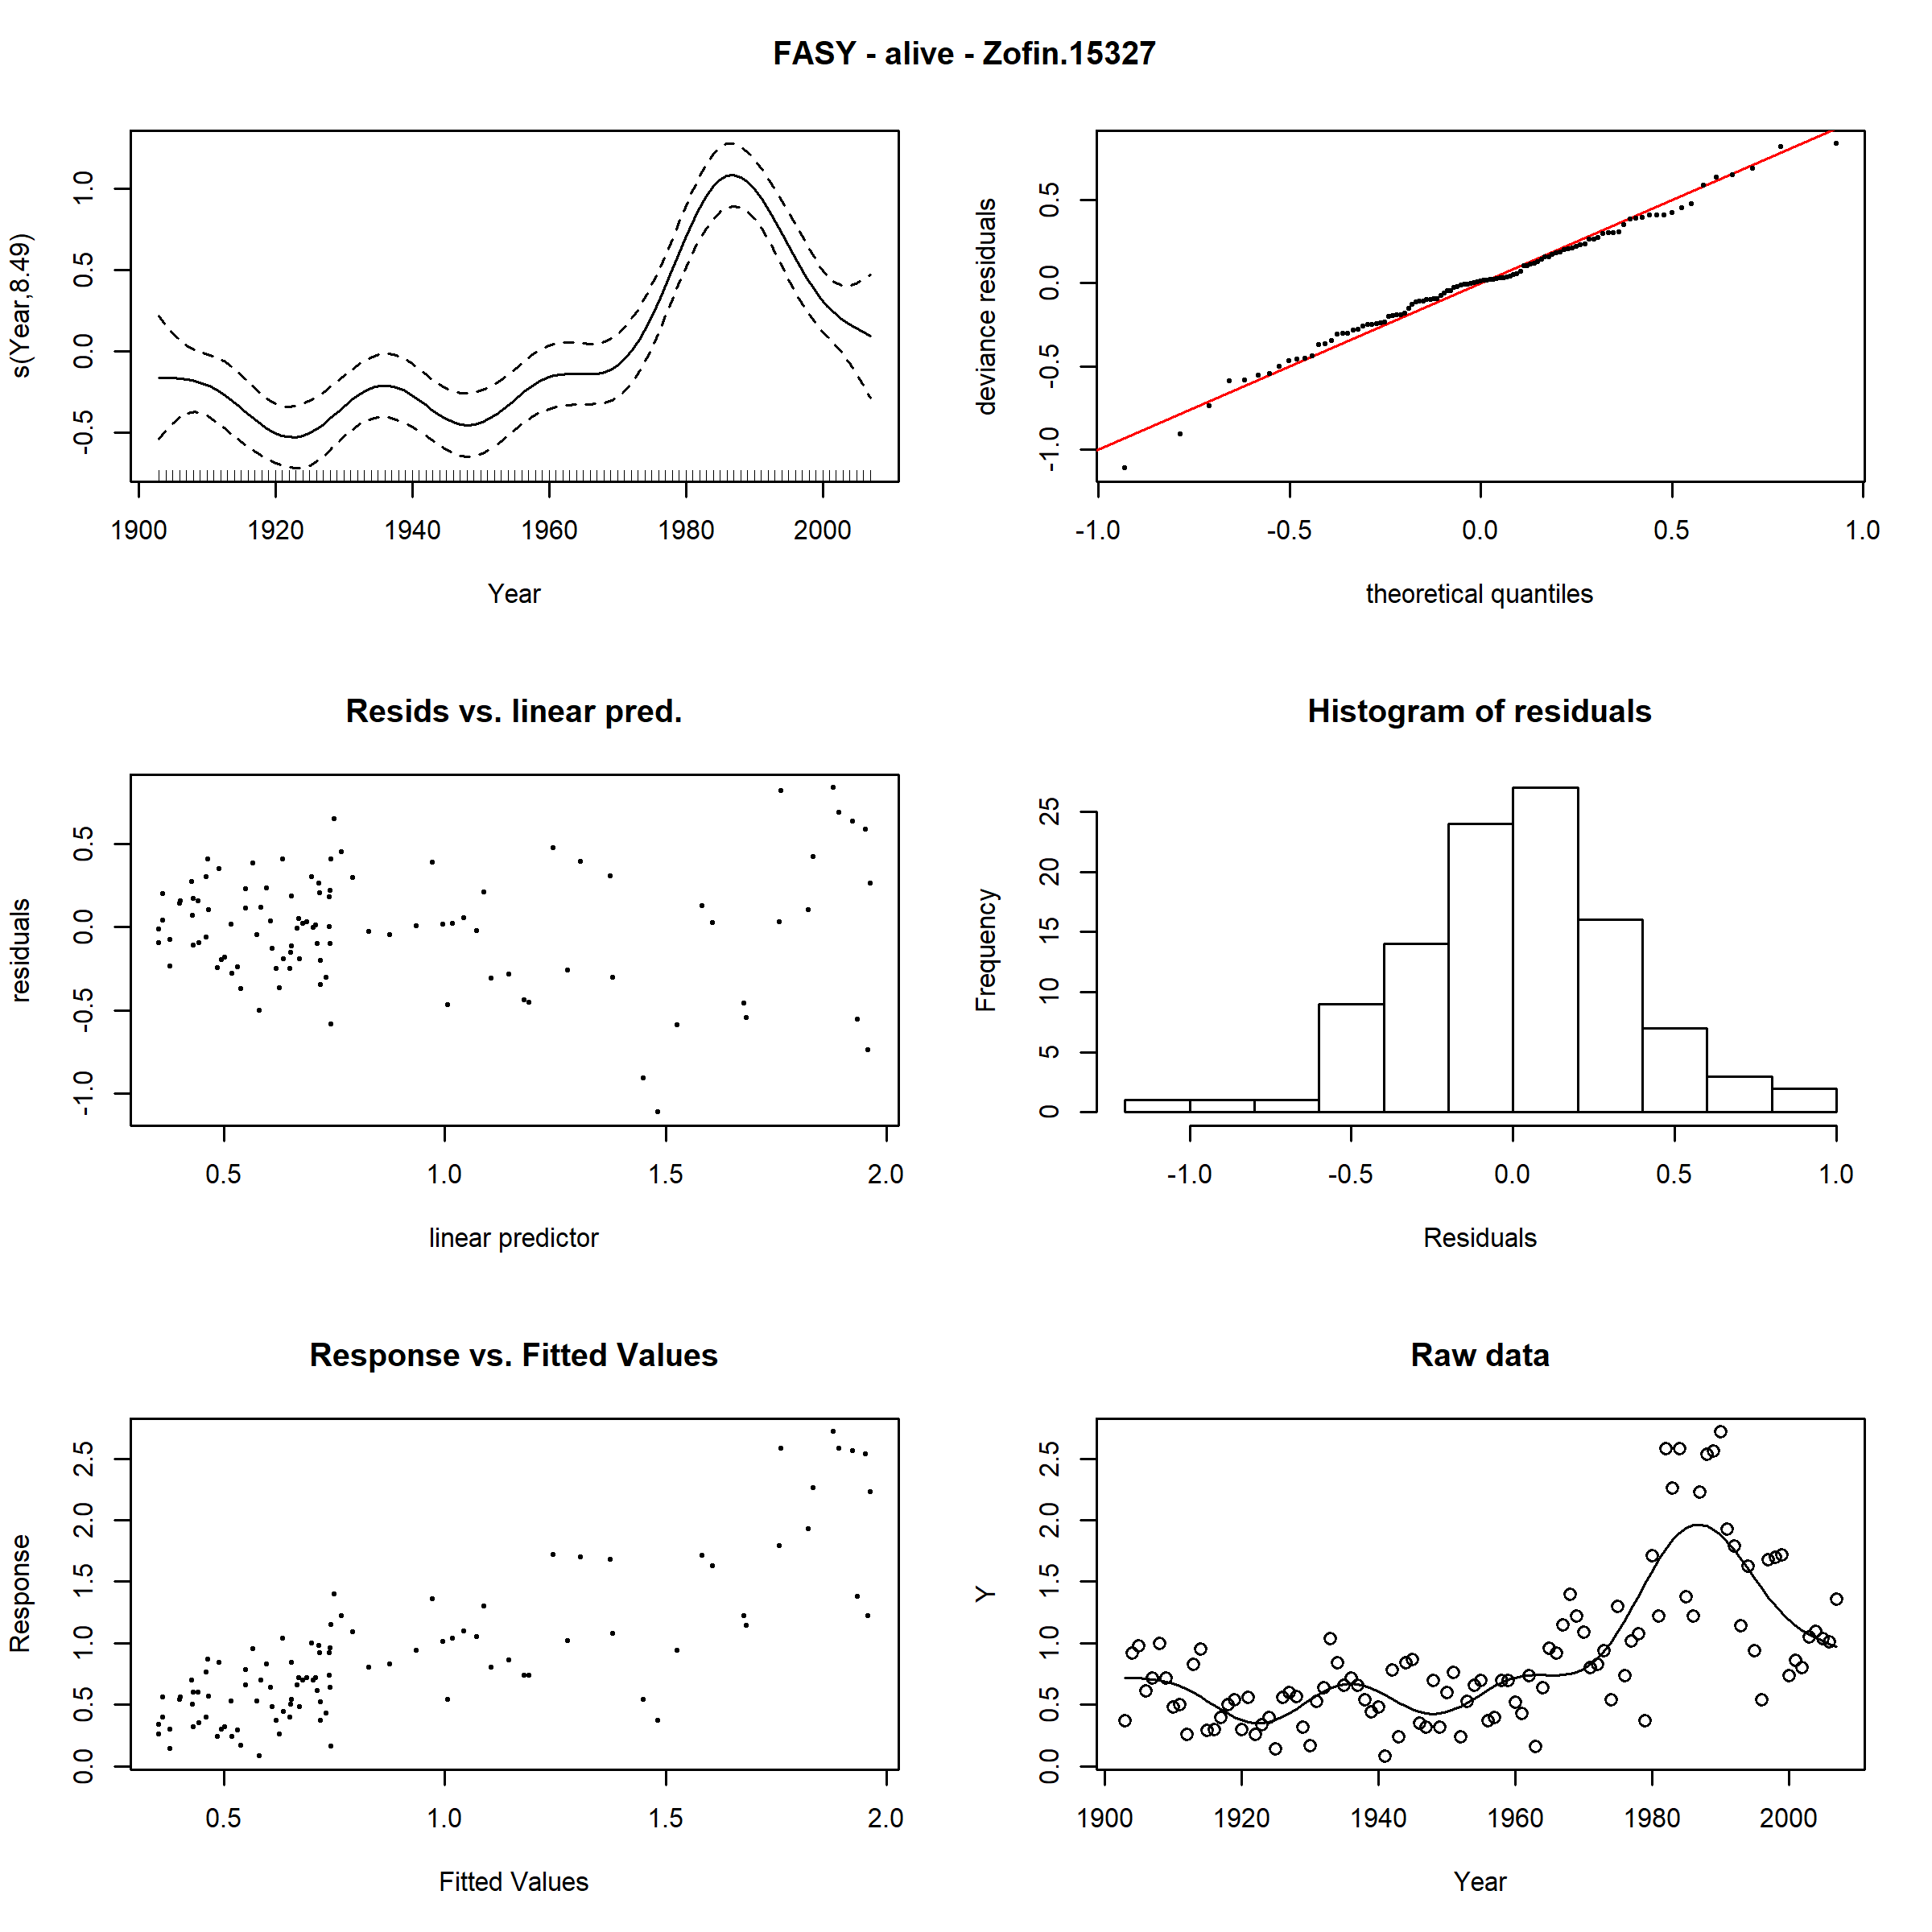 FASY - alive - Zofin.15327
s(Year,8.49)
1.0
0.5
0.0
-0.5
1900 1920 1940 1960 1980 2000
Year
deviance residuals
0.5
0.0
-0.5
-1.0
-1.0 -0.5 0.0 0.5 1.0
theoretical quantiles
Resids vs. linear pred.
residuals
0.5
0.0
-0.5
-1.0
0.5 1.0 1.5 2.0
linear predictor
Histogram of residuals
Frequency
25
20
15
10
5
0
-1.0 -0.5 0.0 0.5 1.0
Residuals
Response vs. Fitted Values
Response
2.5
2.0
1.5
1.0
0.5
0.0
0.5 1.0 1.5 2.0
Fitted Values
Raw data
Y
2.5
2.0
1.5
1.0
0.5
0.0
1900 1920 1940 1960 1980 2000
Year